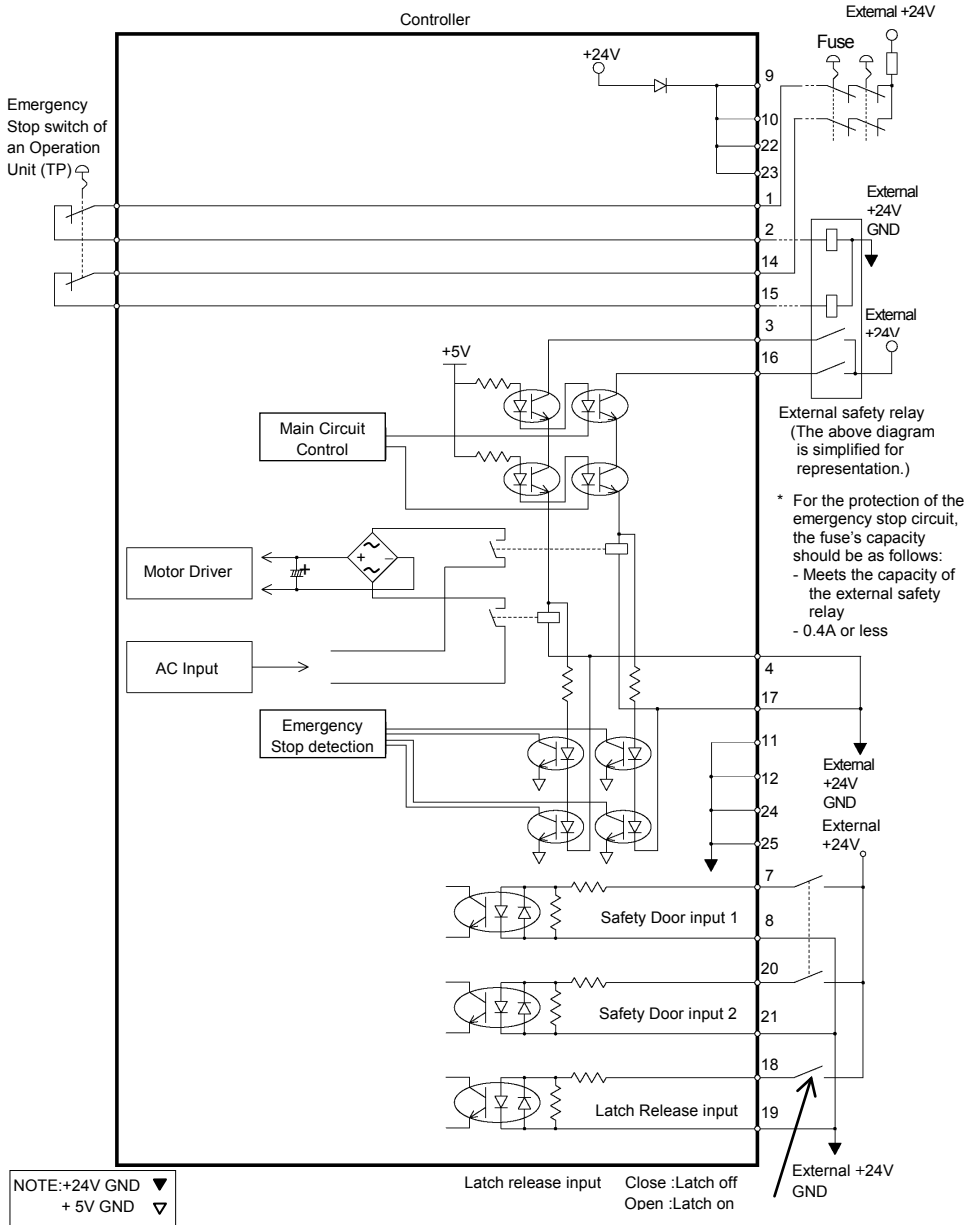 Controller
External +24V
Fuse
+24V
9
10
22
23
Emergency
Stop switch of
an Operation
Unit (TP)
1
2
14
15
3
16
External
+24V
GND
External
+24V
+5V
Main Circuit
Control
External safety relay
(The above diagram
is simplified for
representation.)
* For the protection of the
emergency stop circuit,
the fuse's capacity
should be as follows:
- Meets the capacity of
the external safety
relay
- 0.4A or less
Motor Driver
+
-
+
AC Input
4
17
Emergency
Stop detection
11
12
24
25
External
+24V
GND
External
+24V
7
Safety Door input 1
8
20
Safety Door input 2
21
18
Latch Release input
19
External +24V
GND
Latch release input Close :Latch off
Open :Latch on
NOTE:+24V GND ▼
+ 5V GND ▽